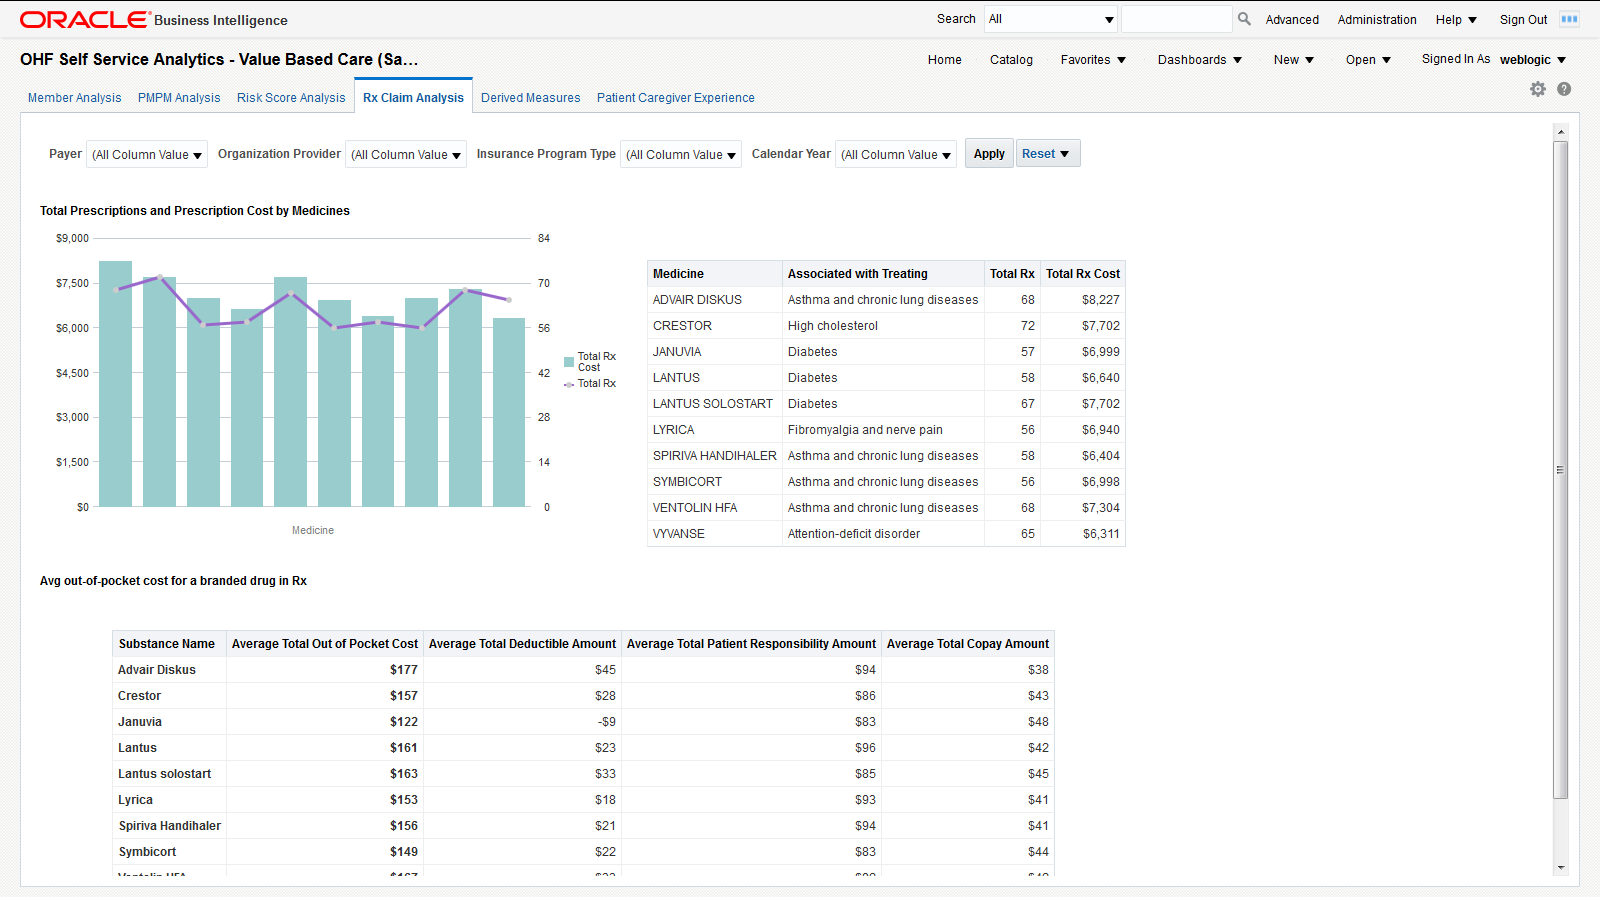 ORACLE Business Intelligence
Search All Advanced Administration Help Sign Out
OHF Self Service Analytics - Value Based Care (Sa...
Home Catalog Favorites Dashboards New Open Signed In As weblogic
Member Analysis PMPM Analysis Risk Score Analysis Rx Claim Analysis Derived Measures Patient Caregiver Experience
Payer (All Column Value Organization Provider (All Column Value Insurance Program Type (All Column Value Calendar Year (All Column Value Apply Reset
Total Prescriptions and Prescription Cost by Medicines
$9,000 84
$7,500 70
$6,000 56
$4,500 42
$3,000 28
$1,500 14
$0 0
Medicine
Total Rx
Cost
Total Rx
Medicine Associated with Treating Total Rx Total Rx Cost
ADVAIR DISKUS Asthma and chronic lung diseases 68 $8,227
CRESTOR High cholesterol 72 $7,702
JANUVIA Diabetes 57 $6,999
LANTUS Diabetes 58 $6,640
LANTUS SOLOSTART Diabetes 67 $7,702
LYRICA Fibromyalgia and nerve pain 56 $6,940
SPIRIVA HANDIHALER Asthma and chronic lung diseases 58 $6,404
SYMBICORT Asthma and chronic lung diseases 56 $6,998
VENTOLIN HFA Asthma and chronic lung diseases 68 $7,304
VYVANSE Attention-deficit disorder 65 $6,311
Avg out-of-pocket cost for a branded drug in Rx
Substance Name Average Total Out of Pocket Cost Average Total Deductible Amount Average Total Patient Responsibility Amount Average Total Copay Amount
Advair Diskus $177 $45 $94 $38
Crestor $157 $28 $86 $43
Januvia $122 -$9 $83 $48
Lantus $161 $23 $96 $42
Lantus solostart $163 $33 $85 $45
Lyrica $153 $18 $93 $41
Spiriva Handihaler $156 $21 $94 $41
Symbicort $149 $22 $83 $44
Ventolin HFA